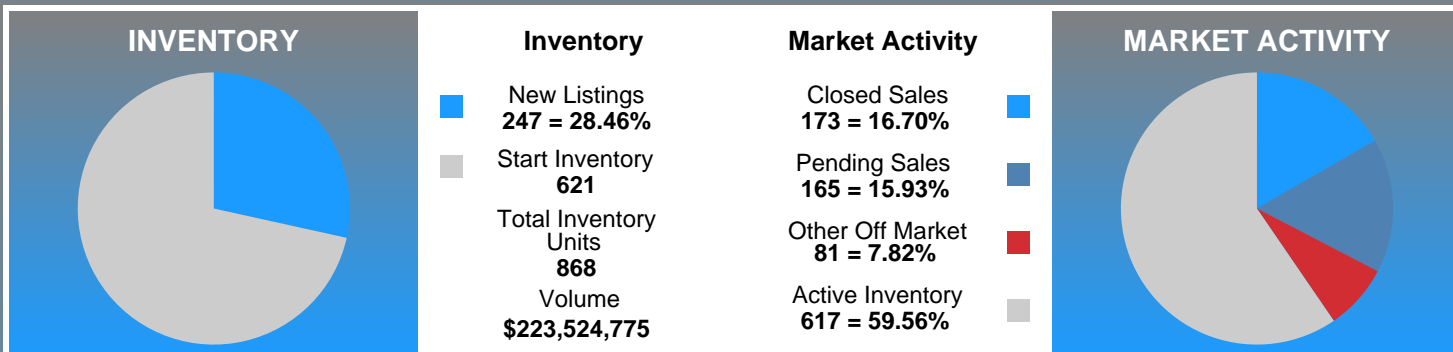 INVENTORY
Inventory
New Listings
247 = 28.46%
Start Inventory
621
Total Inventory
Units
868
Volume
$223,524,775
Market Activity
Closed Sales
173 = 16.70%
Pending Sales
165 = 15.93%
Other Off Market
81 = 7.82%
Active Inventory
617 = 59.56%
MARKET ACTIVITY